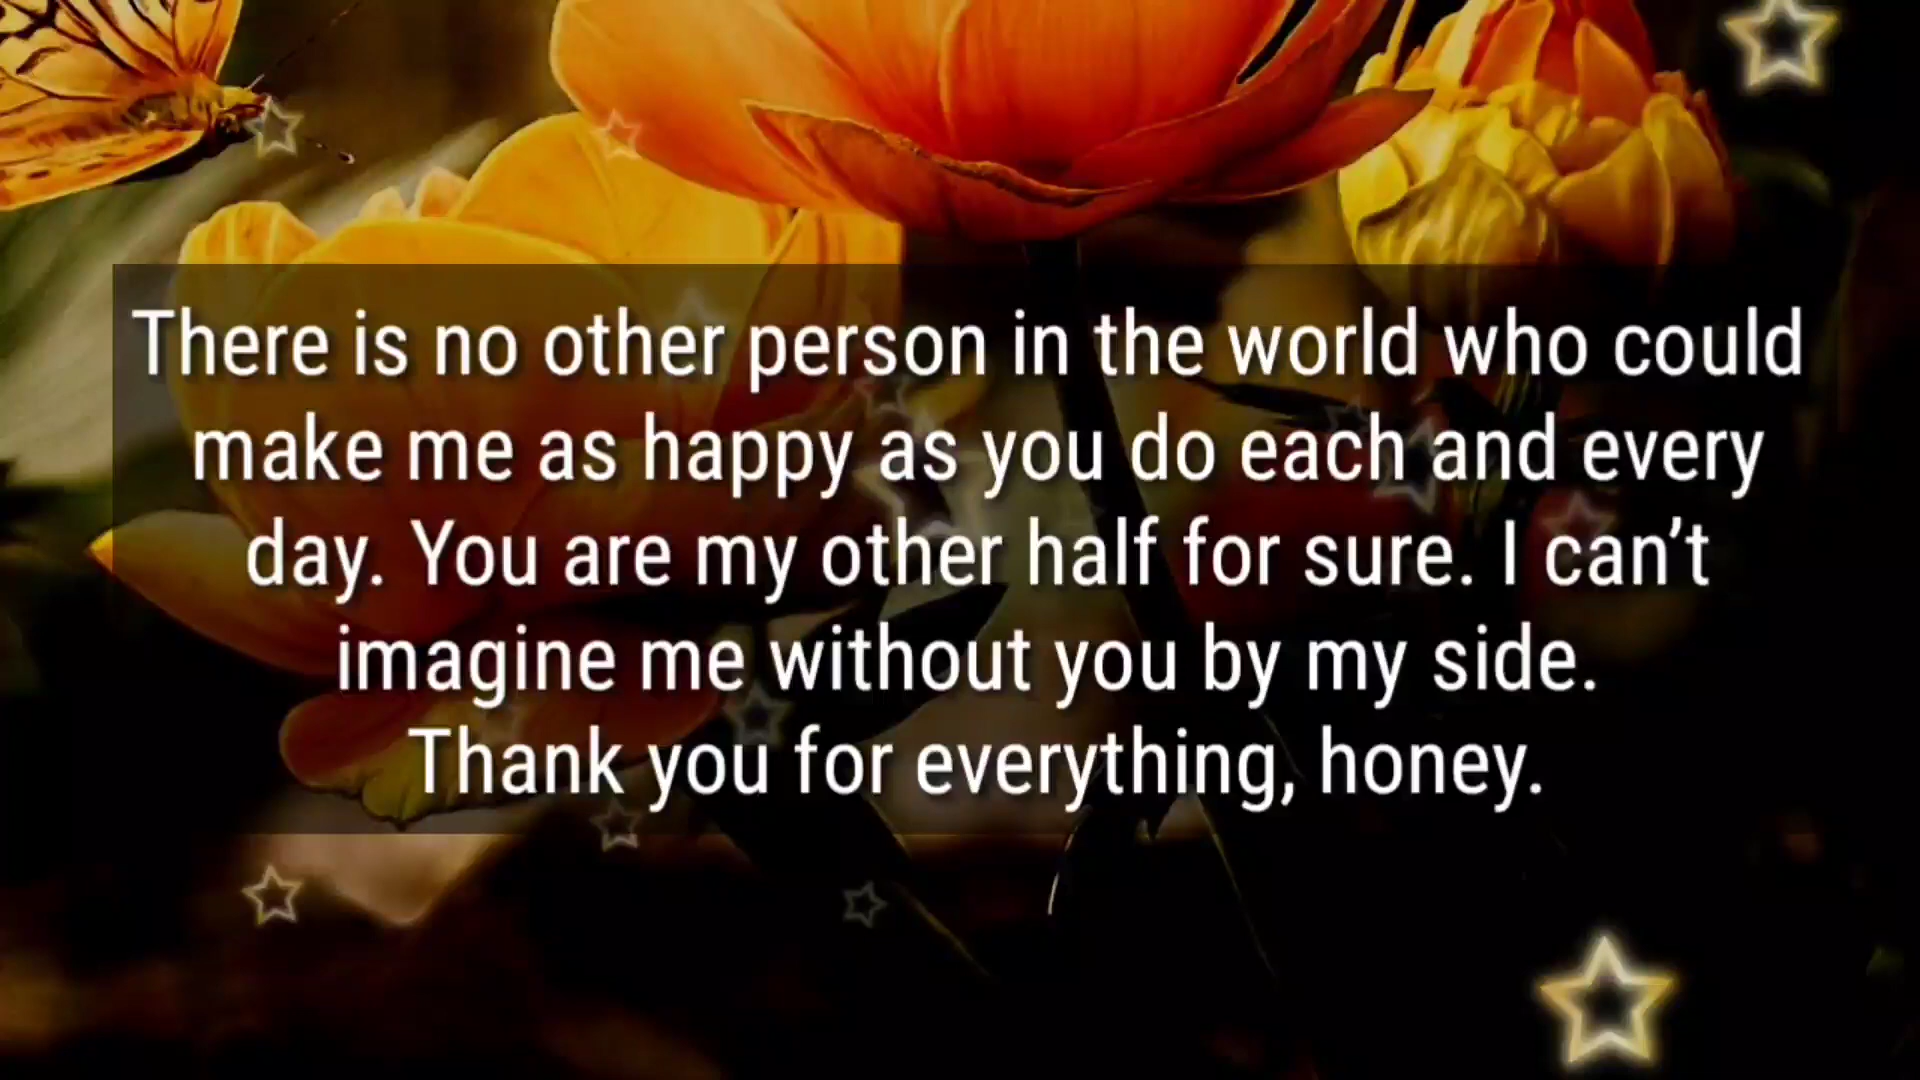 There is no other person in the world who could
make me as happy as you do each and every
day. You are my other half for sure. I can’t
imagine me without you by my side.
Thank you for everything, honey.